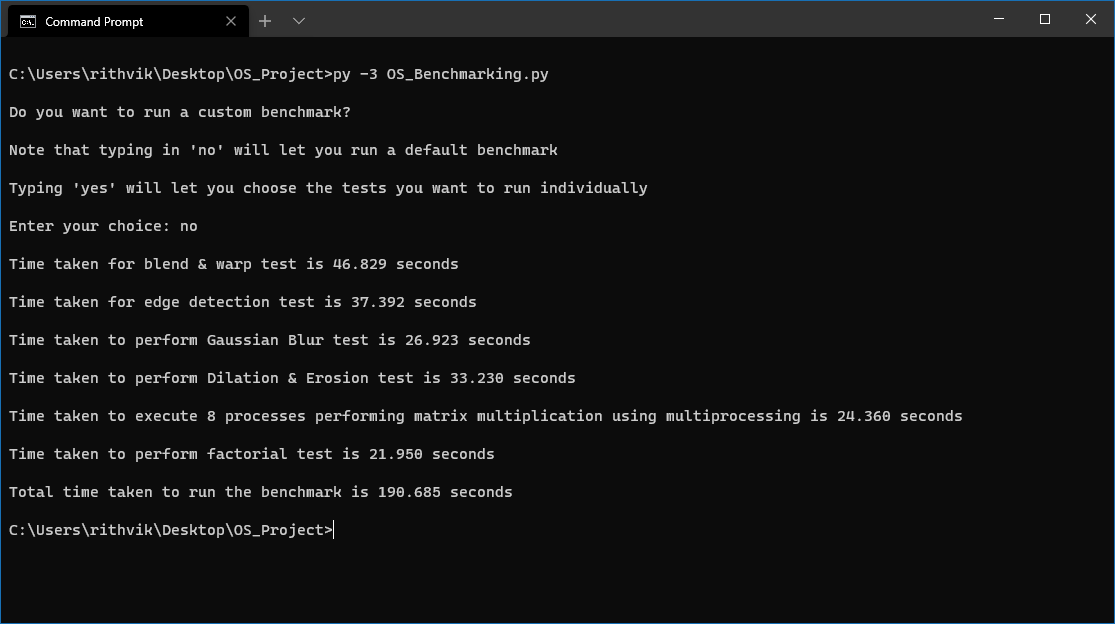 Command Prompt
C:\Users\rithvik\Desktop\OS_Project>py -3 OS_Benchmarking.py
Do you want to run a custom benchmark?
Note that typing in 'no' will let you run a default benchmark
Typing 'yes' will let you choose the tests you want to run individually
Enter your choice: no
Time taken for blend & warp test is 46.829 seconds
Time taken for edge detection test is 37.392 seconds
Time taken to perform Gaussian Blur test is 26.923 seconds
Time taken to perform Dilation & Erosion test is 33.230 seconds
Time taken to execute 8 processes performing matrix multiplication using multiprocessing is 24.360 seconds
Time taken to perform factorial test is 21.950 seconds
Total time taken to run the benchmark is 190.685 seconds
C:\Users\rithvik\Desktop\OS_Project>